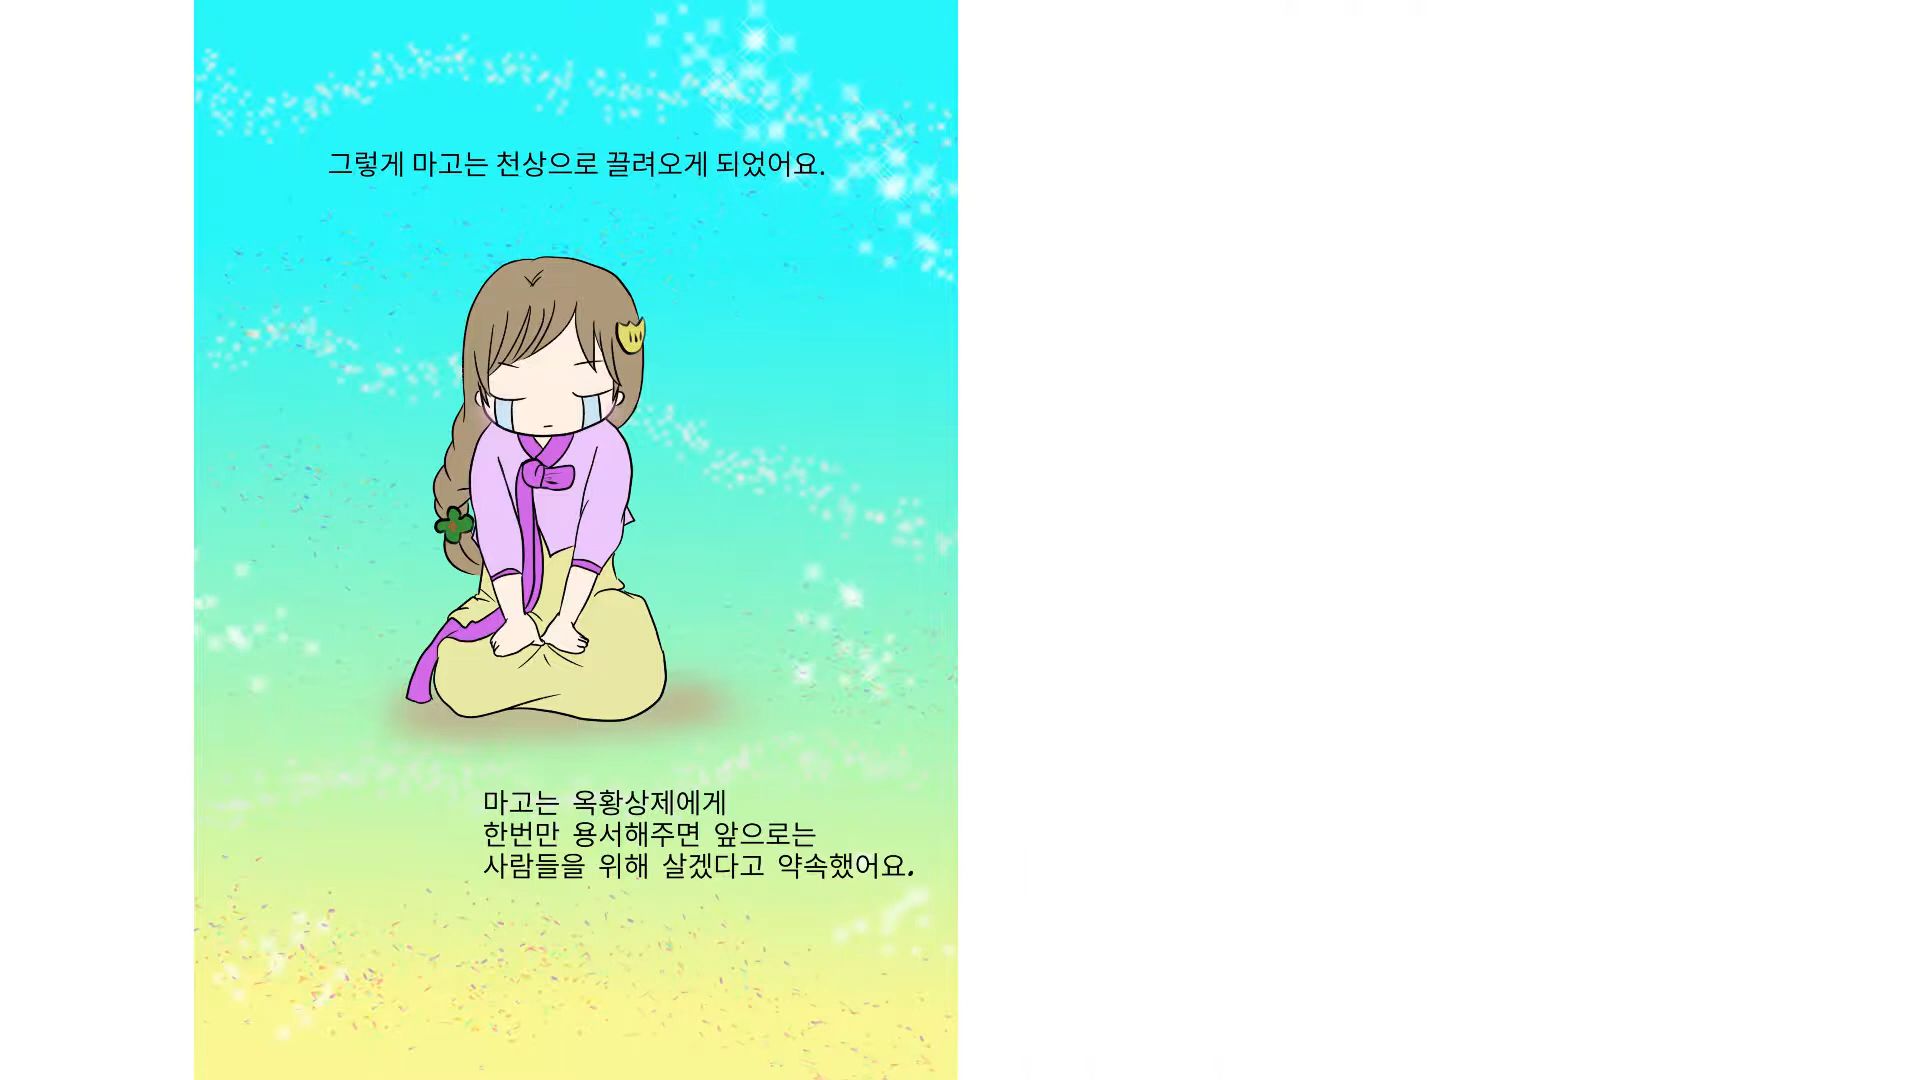 그렇게 마고는 천상으로 끌려오게 되었어요.
마고는 옥황상제에게
한번만 용서해주면 앞으로는
사람들을 위해 살겠다고 약속했어요.